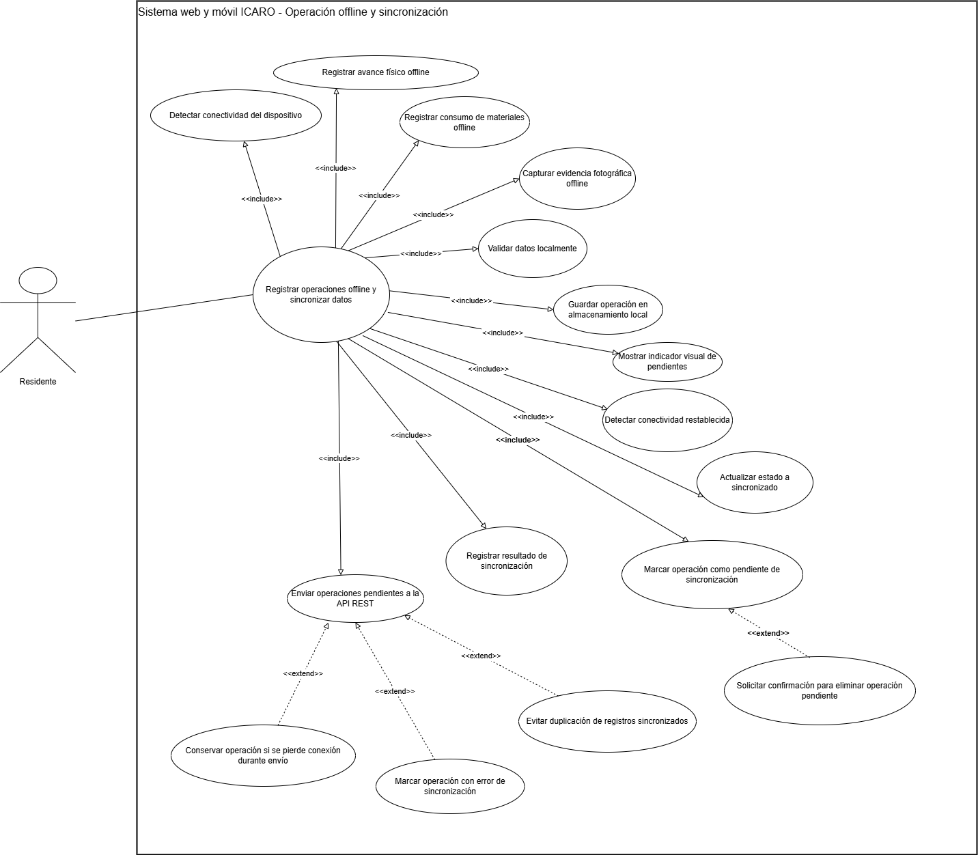 Sistema web y móvil ICARO - Operación offline y sincronización
Registrar avance físico offline
Detectar conectividad del dispositivo
Registrar consumo de materiales
offline
<<include>>
<<include>>
<<include>>
Capturar evidencia fotográfica
offline
<<include>>
Validar datos localmente
<<include>>
Registrar operaciones offline y
sincronizar datos
Guardar operación en
almacenamiento local
<<include>>
<<include>>
Mostrar indicador visual de
pendientes
<<include>>
Residente
Detectar conectividad restablecida
<<include>>
<<include>>
<<include>>
<<include>>
Actualizar estado a
sincronizado
Registrar resultado de
sincronización
Marcar operación como pendiente de
sincronización
Enviar operaciones pendientes a la
API REST
<<extend>>
<<extend>>
<<extend>>
<<extend>>
Solicitar confirmación para eliminar operación
pendiente
Evitar duplicación de registros sincronizados
Conservar operación si se pierde conexión
durante envío
Marcar operación con error de
sincronización